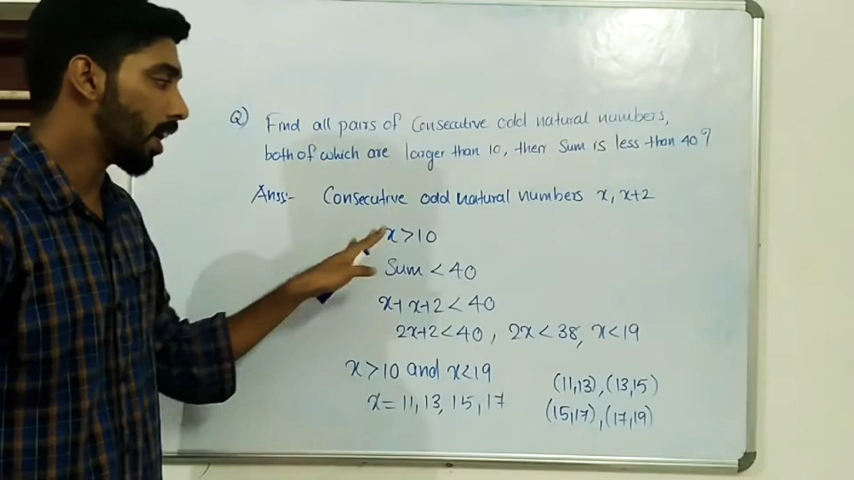 Q) Find all pairs of Consecutive odd natural numbers,
both of which are larger than 10, their Sum is less than 40?
Anss:- Consecutive odd natural numbers x, x+2
x>10
Sum < 40
x+x+2<40
2x+2<40, 2x<38, x<19
x>10 and x<19
x=11,13,15,17
(11,13),(13,15)
(15,17),(17,19)